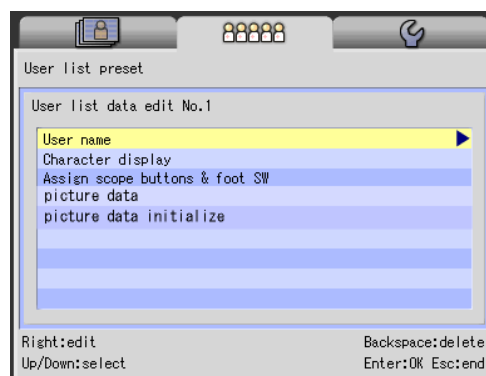 User list preset
User list data edit No.1
User name
Character display
Assign scope buttons & foot SW
picture data
picture data initialize
Right:edit
Backspace:delete
Up/Down:select
Enter:OK Esc:end